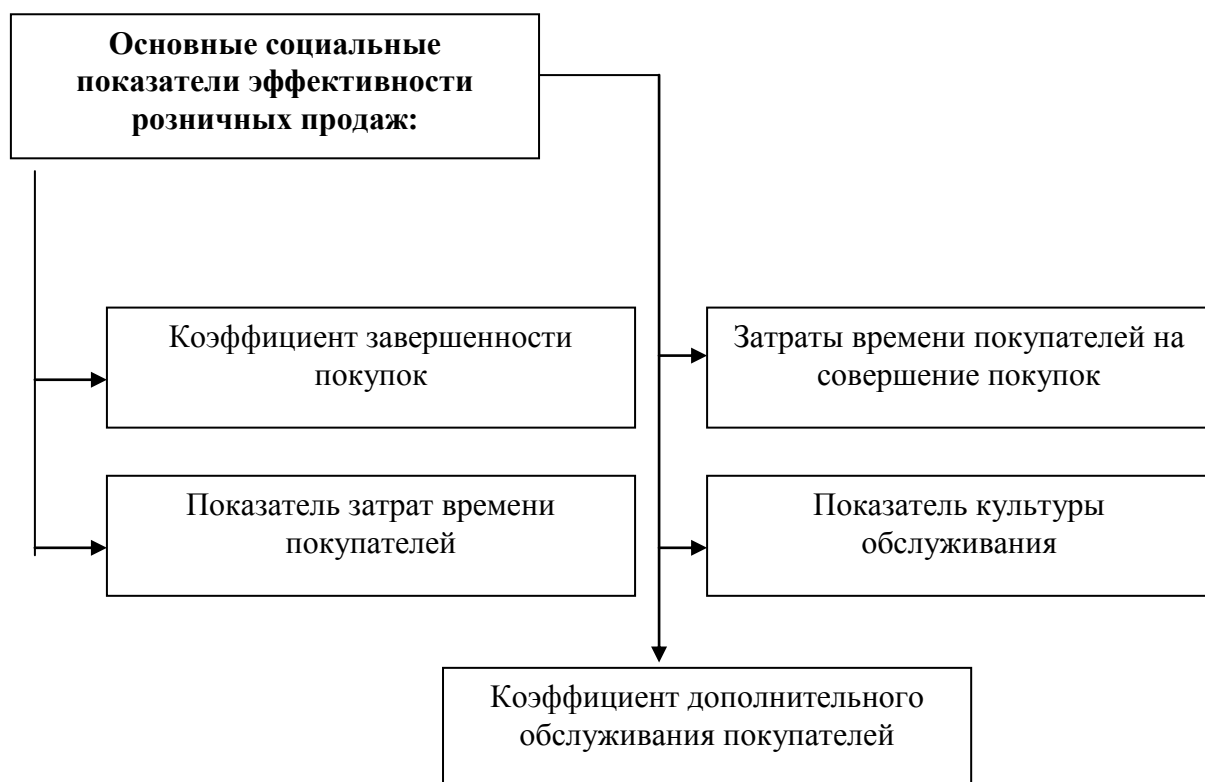 Основные социальные
показатели эффективности
розничных продаж:
Коэффициент завершенности
покупок
Затраты времени покупателей на
совершение покупок
Показатель затрат времени
покупателей
Показатель культуры
обслуживания
Коэффициент дополнительного
обслуживания покупателей